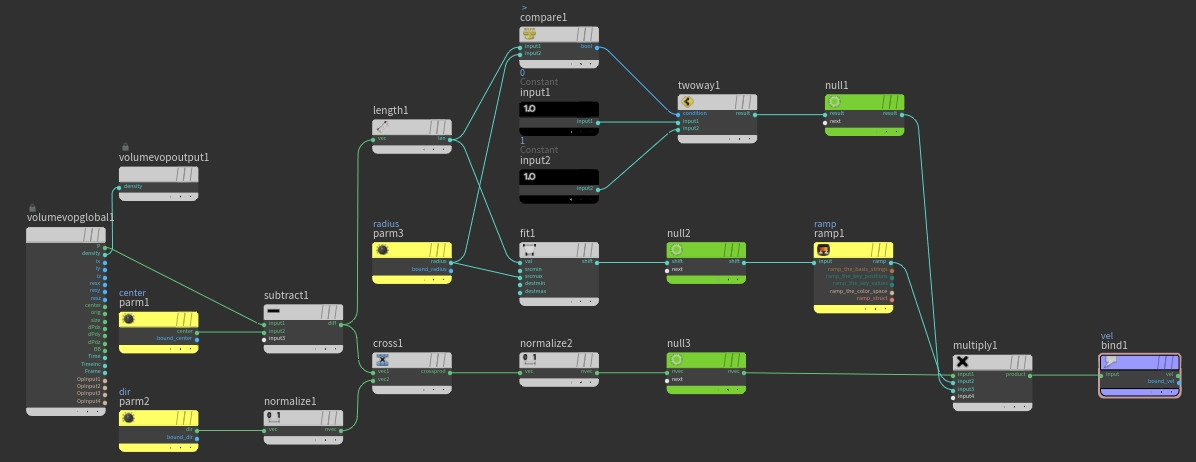 >
compare1
input1
bool
input2
0
Constant
input1
1.0
input1
1
Constant
input2
1.0
input2
twoway1
condition
result
input1
input2
null1
result
result
next
length1
vec
len
volumevopoutput1
density
volumevopglobal1
P
density
ix
iy
iz
resx
resy
resz
center
orig
size
dPdx
dPdy
dPdz
BB
Time
TimeInc
Frame
OpInput1
OpInput2
OpInput3
OpInput4
center
parm1
center
bound_center
dir
parm2
dir
bound_dir
subtract1
input1
diff
input2
input3
normalize1
vec
nvec
radius
parm3
radius
bound_radius
cross1
vec1
crossprod
vec2
fit1
val
shift
srcmin
srcmax
destmin
destmax
normalize2
vec
nvec
null2
shift
shift
next
null3
nvec
nvec
next
ramp
ramp1
input
ramp
ramp_the_basis_strings
ramp_the_key_positions
ramp_the_key_values
ramp_the_color_space
ramp_struct
multiply1
input1
product
input2
input3
input4
vel
bind1
input
vel
bound_vel